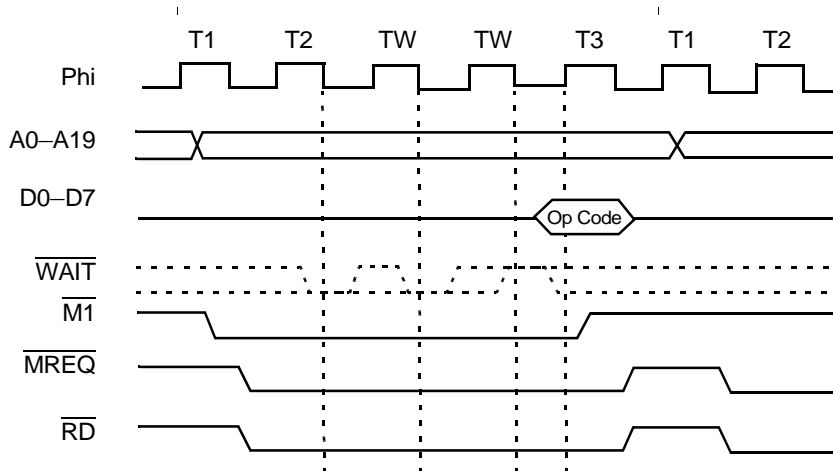 T1 T2 TW TW T3 T1 T2
Phi
A0–A19
D0–D7
Op Code
WAIT
M1
MREQ
RD